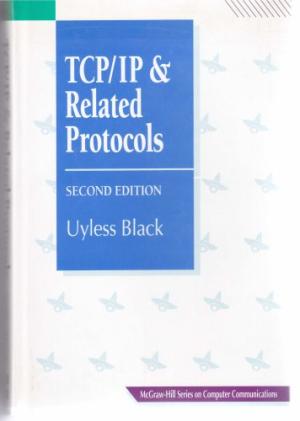 TCP/IP &
Related
Protocols
SECOND EDITION
Uyless Black
McGraw-Hill Series on Computer Communications